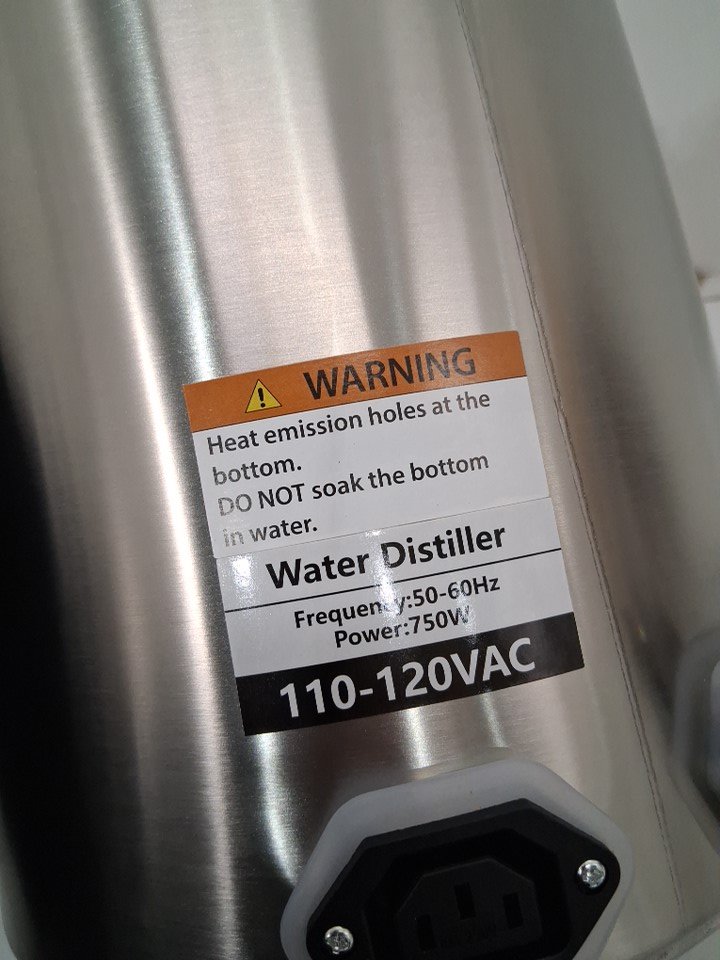 WARNING
Heat emission holes at the
bottom.
DO NOT soak the bottom
in water.
Water Distiller
Frequency:50-60Hz
Power:750W
110-120VAC